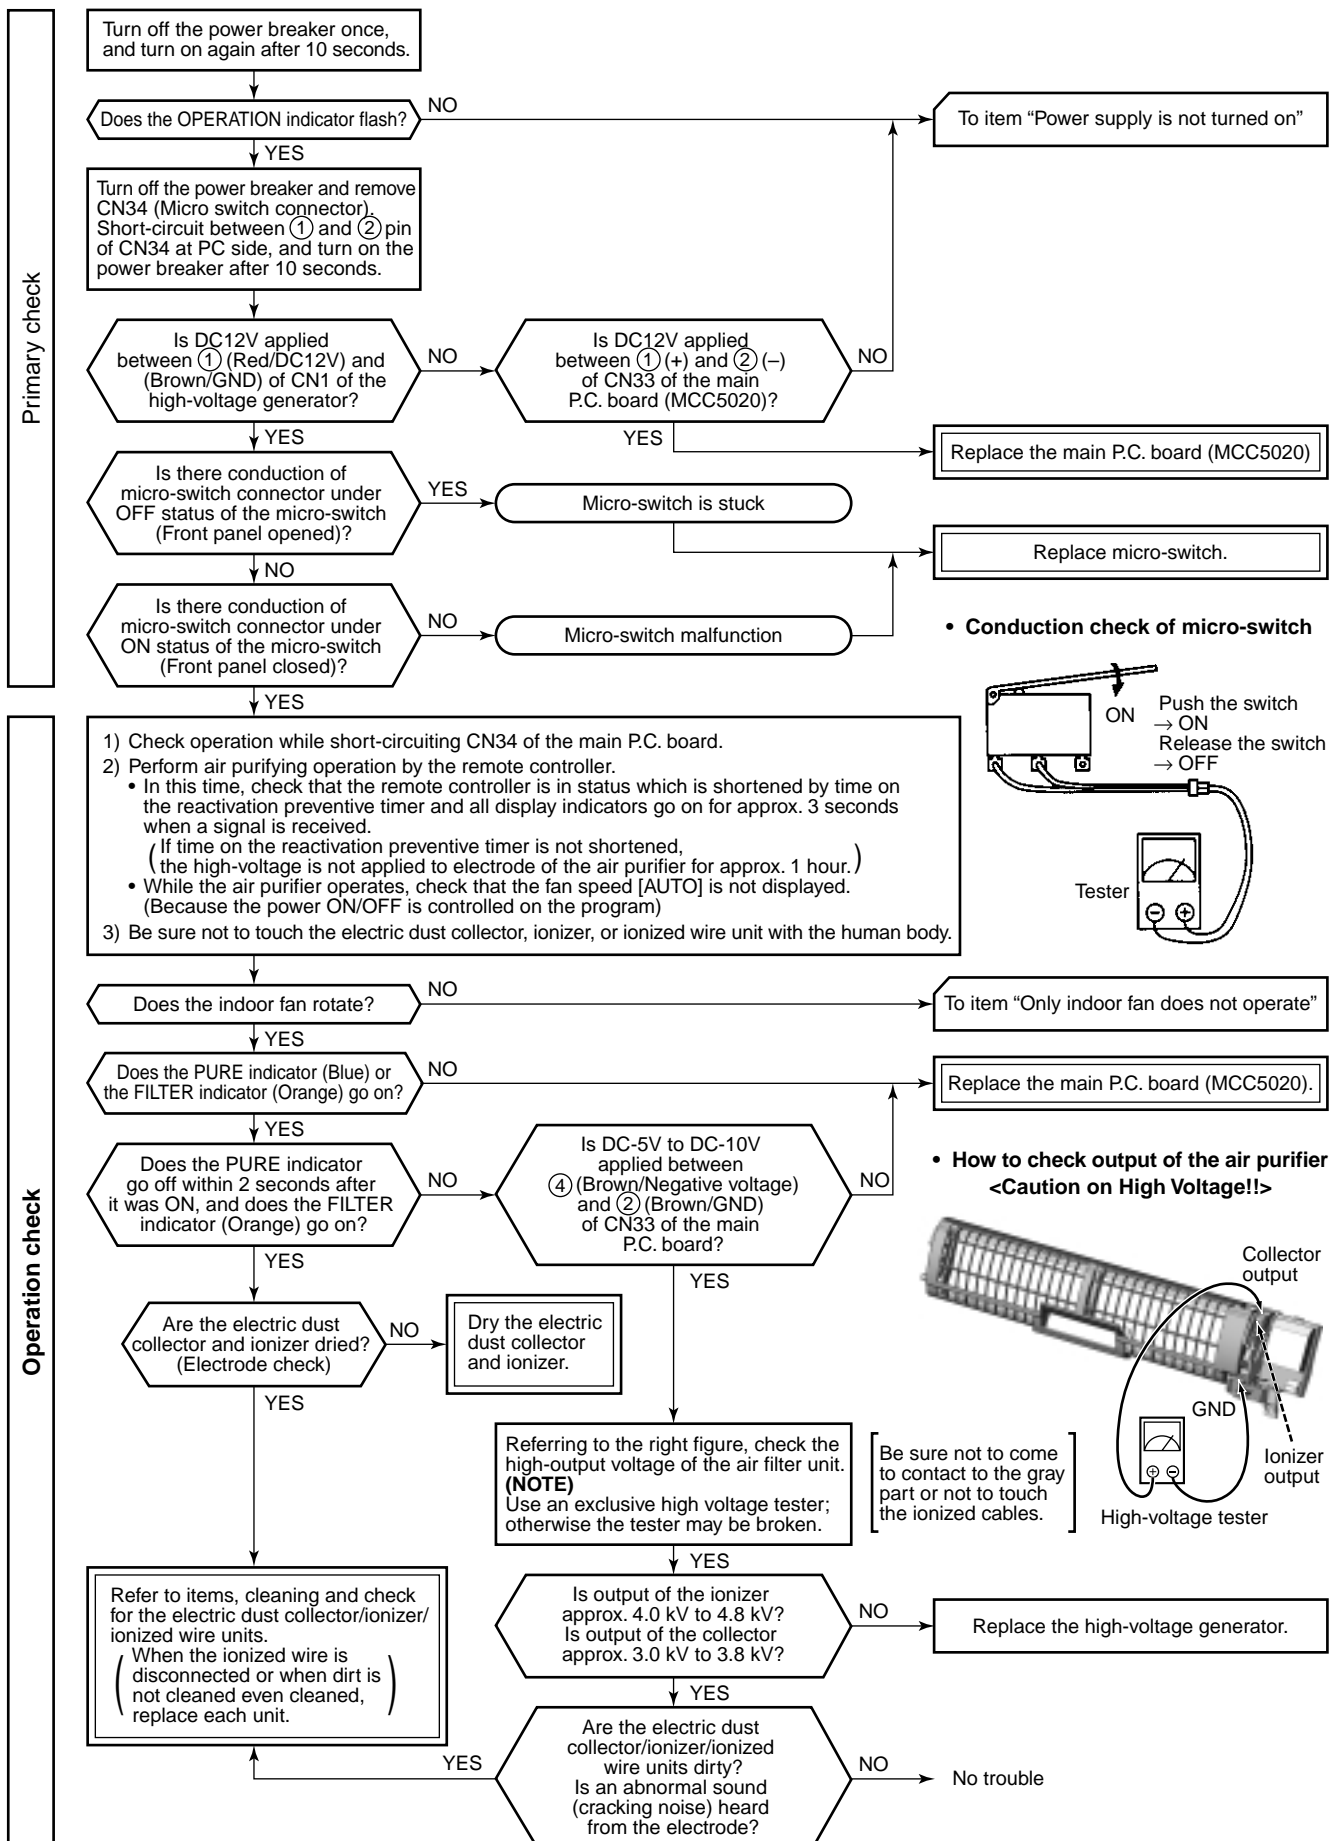 Primary check
Turn off the power breaker once,
and turn on again after 10 seconds.
Does the OPERATION indicator flash?
NO
To item “Power supply is not turned on”
YES
Turn off the power breaker and remove
CN34 (Micro switch connector).
Short-circuit between ① and ② pin
of CN34 at PC side, and turn on the
power breaker after 10 seconds.
Is DC12V applied
between ① (Red/DC12V) and
(Brown/GND) of CN1 of the
high-voltage generator?
NO
Is DC12V applied
between ① (+) and ② (–)
of CN33 of the main
P.C. board (MCC5020)?
NO
YES
YES
Replace the main P.C. board (MCC5020)
Is there conduction of
micro-switch connector under
OFF status of the micro-switch
(Front panel opened)?
YES
Micro-switch is stuck
Replace micro-switch.
NO
Is there conduction of
micro-switch connector under
ON status of the micro-switch
(Front panel closed)?
NO
Micro-switch malfunction
YES
• Conduction check of micro-switch
ON
Push the switch
→ ON
Release the switch
→ OFF
Tester
Operation check
1) Check operation while short-circuiting CN34 of the main P.C. board.
2) Perform air purifying operation by the remote controller.
• In this time, check that the remote controller is in status which is shortened by time on
the reactivation preventive timer and all display indicators go on for approx. 3 seconds
when a signal is received.
(If time on the reactivation preventive timer is not shortened,
the high-voltage is not applied to electrode of the air purifier for approx. 1 hour.)
• While the air purifier operates, check that the fan speed [AUTO] is not displayed.
(Because the power ON/OFF is controlled on the program)
3) Be sure not to touch the electric dust collector, ionizer, or ionized wire unit with the human body.
Does the indoor fan rotate?
NO
To item “Only indoor fan does not operate”
YES
Does the PURE indicator (Blue) or
the FILTER indicator (Orange) go on?
NO
Replace the main P.C. board (MCC5020).
YES
Does the PURE indicator
go off within 2 seconds after
it was ON, and does the FILTER
indicator (Orange) go on?
NO
Is DC-5V to DC-10V
applied between
④ (Brown/Negative voltage)
and ② (Brown/GND)
of CN33 of the main
P.C. board?
NO
YES
YES
• How to check output of the air purifier
<Caution on High Voltage!!>
Collector
output
GND
Ionizer
output
High-voltage tester
Are the electric dust
collector and ionizer dried?
(Electrode check)
NO
Dry the electric
dust collector
and ionizer.
YES
Referring to the right figure, check the
high-output voltage of the air filter unit.
(NOTE)
Use an exclusive high voltage tester;
otherwise the tester may be broken.
[Be sure not to come
to contact to the gray
part or not to touch
the ionized cables.]
YES
Refer to items, cleaning and check
for the electric dust collector/ionizer/
ionized wire units.
(When the ionized wire is
disconnected or when dirt is
not cleaned even cleaned,
replace each unit.)
Is output of the ionizer
approx. 4.0 kV to 4.8 kV?
Is output of the collector
approx. 3.0 kV to 3.8 kV?
NO
Replace the high-voltage generator.
YES
Are the electric dust
collector/ionizer/ionized
wire units dirty?
Is an abnormal sound
(cracking noise) heard
from the electrode?
YES
NO
No trouble